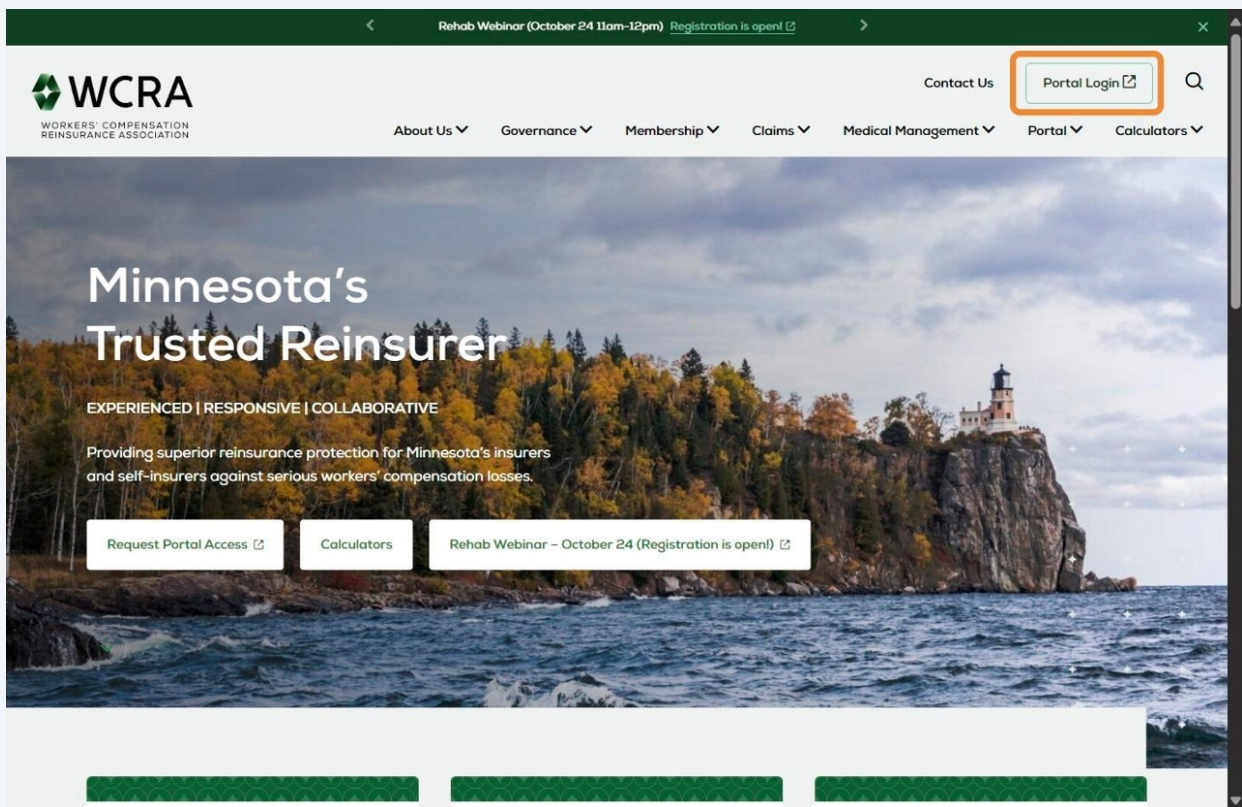 Rehab Webinar (October 24 11am-12pm) Registration is open!
WCRA
WORKERS' COMPENSATION
REINSURANCE ASSOCIATION
Contact Us
Portal Login
About Us
Governance
Membership
Claims
Medical Management
Portal
Calculators
Minnesota's
Trusted Reinsurer
EXPERIENCED | RESPONSIVE | COLLABORATIVE
Providing superior reinsurance protection for Minnesota's insurers
and self-insurers against serious workers' compensation losses.
Request Portal Access
Calculators
Rehab Webinar – October 24 (Registration is open!)